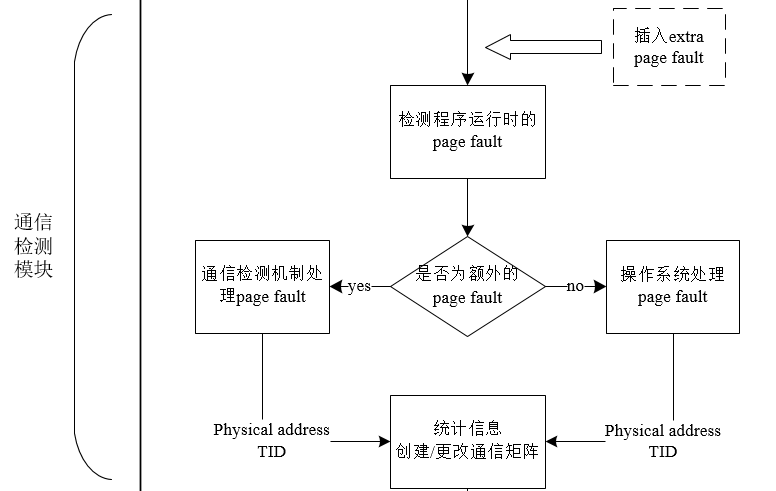 插入extra
page fault
检测程序运行时的
page fault
通信
检测
模块
通信检测机制处
理page fault
yes
是否为额外的
page fault
no
操作系统处理
page fault
Physical address
TID
统计信息
创建/更改通信矩阵
Physical address
TID